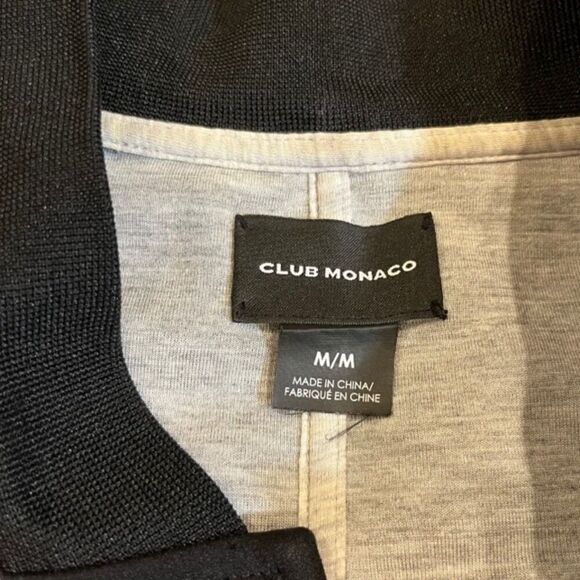 CLUB MONACO
M/M
MADE IN CHINA/
FABRIQUÉ EN CHINE